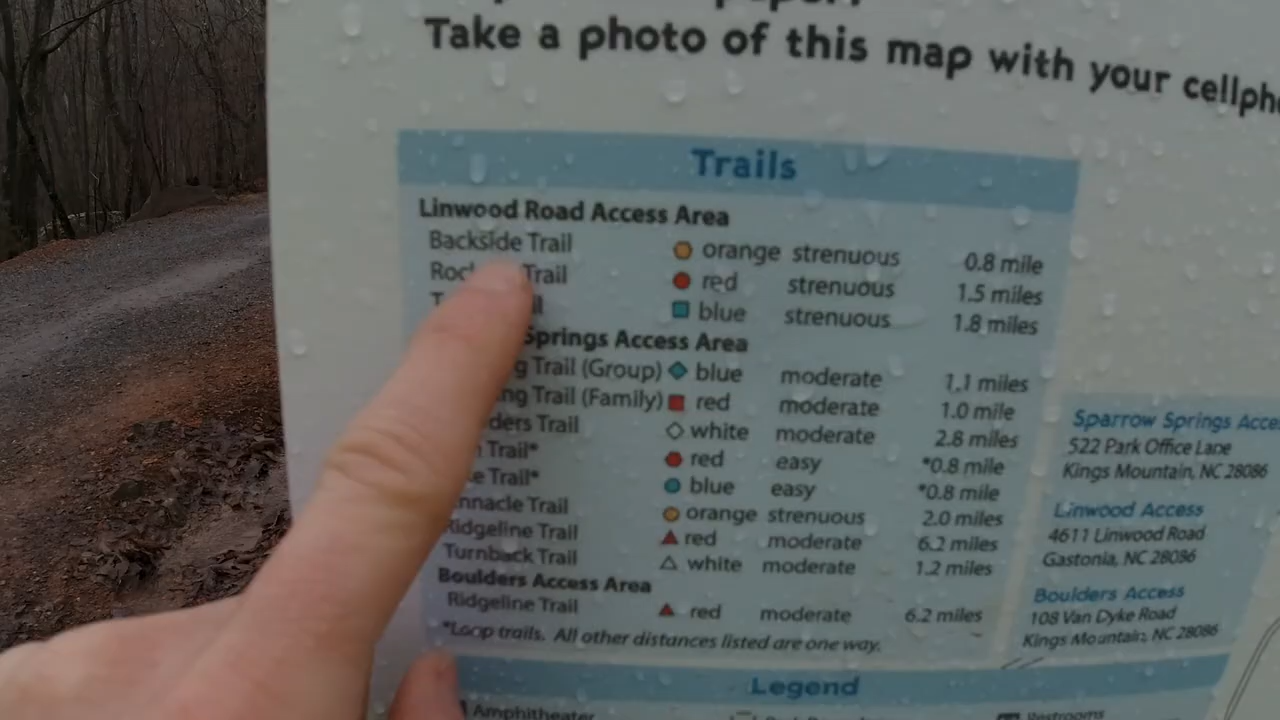 Take a photo of this map with your
Trails
Linwood Road Access Area
Backside Trail orange strenuous 0.8 mile
Trail red strenuous 1.5 miles
blue strenuous 1.8 miles
Springs Access Area
Trail (Group) blue moderate 1.1 miles
Trail (Family) red moderate 1.0 mile
Trail white moderate 2.8 miles
Trail* red easy *0.8 mile
Trail* blue easy *0.8 mile
Trail orange strenuous 2.0 miles
Ridgeline Trail red moderate 6.2 miles
Turnback Trail white moderate 1.2 miles
Boulders Access Area
Ridgeline Trail red moderate 6.2 miles
*Loop trails. All other distances listed are one way.
Sparrow Springs
522 Park Office Lane
Kings Mountain, NC 28086
Linwood Access
4611 Linwood Road
Gastonia, NC 28086
Boulders Access
108 Van Dyke Road
Kings Mountain, NC 28086
Legend
Amphitheater
Restrooms